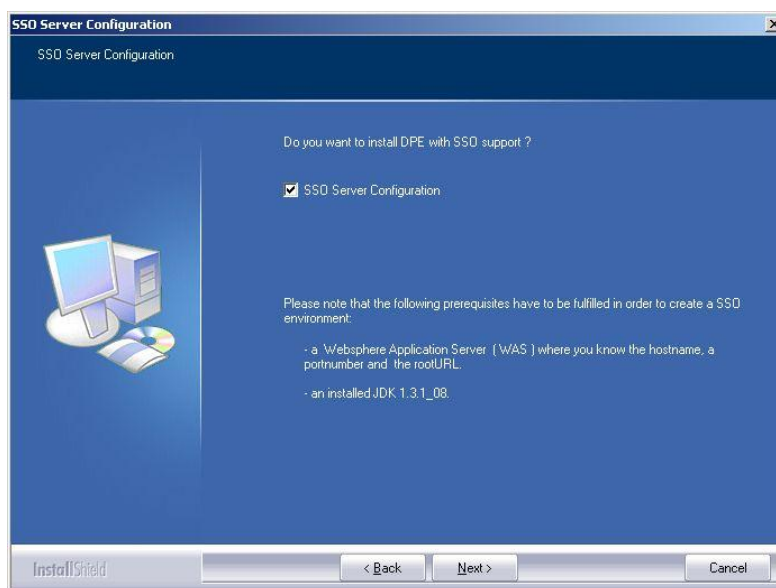 SSO Server Configuration
SSO Server Configuration
Do you want to install DPE with SSO support ?
SSO Server Configuration
Please note that the following prerequisites have to be fulfilled in order to create a SSO
environment:
- a Websphere Application Server ( WAS ) where you know the hostname, a
portnumber and the rootURL.
- an installed JDK 1.3.1_08.
InstallShield
< Back
Next >
Cancel